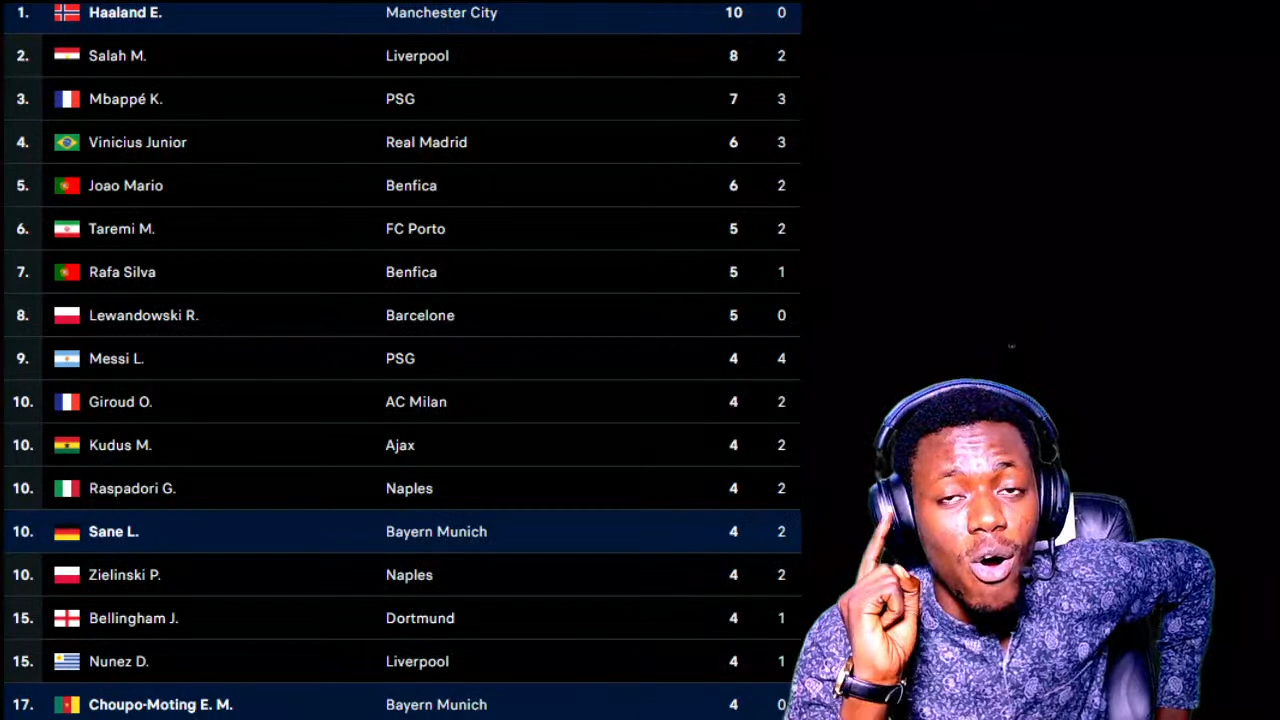 1. Haaland E. Manchester City 10 0
2. Salah M. Liverpool 8 2
3. Mbappé K. PSG 7 3
4. Vinicius Junior Real Madrid 6 3
5. Joao Mario Benfica 6 2
6. Taremi M. FC Porto 5 2
7. Rafa Silva Benfica 5 1
8. Lewandowski R. Barcelone 5 0
9. Messi L. PSG 4 4
10. Giroud O. AC Milan 4 2
10. Kudus M. Ajax 4 2
10. Raspadori G. Naples 4 2
10. Sane L. Bayern Munich 4 2
10. Zielinski P. Naples 4 2
15. Bellingham J. Dortmund 4 1
15. Nunez D. Liverpool 4 1
17. Choupo-Moting E. M. Bayern Munich 4 0